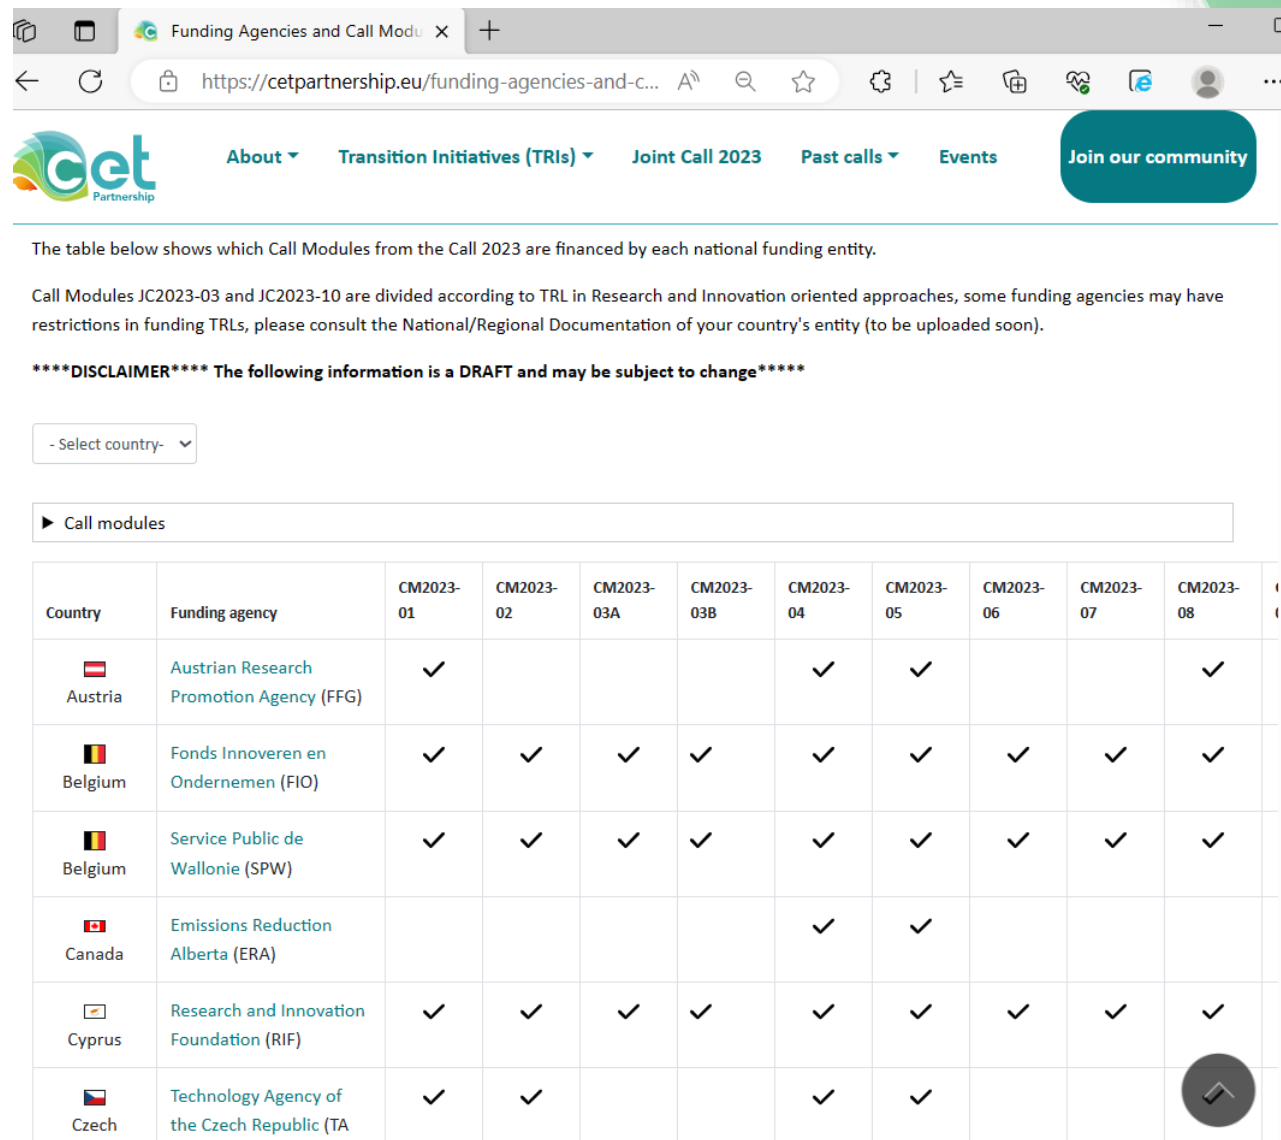 Funding Agencies and Call Modu
https://cetpartnership.eu/funding-agencies-and-c...
cet
Partnership
About
Transition Initiatives (TRIs)
Joint Call 2023
Past calls
Events
Join our community
The table below shows which Call Modules from the Call 2023 are financed by each national funding entity.
Call Modules JC2023-03 and JC2023-10 are divided according to TRL in Research and Innovation oriented approaches, some funding agencies may have
restrictions in funding TRLs, please consult the National/Regional Documentation of your country's entity (to be uploaded soon).
****DISCLAIMER**** The following information is a DRAFT and may be subject to change*****
- Select country-
Call modules
Country
Funding agency
CM2023-
01
CM2023-
02
CM2023-
03A
CM2023-
03B
CM2023-
04
CM2023-
05
CM2023-
06
CM2023-
07
CM2023-
08
Austria
Austrian Research
Promotion Agency (FFG)
Belgium
Fonds Innoveren en
Ondernemen (FIO)
Belgium
Service Public de
Wallonie (SPW)
Canada
Emissions Reduction
Alberta (ERA)
Cyprus
Research and Innovation
Foundation (RIF)
Czech
Technology Agency of
the Czech Republic (TA